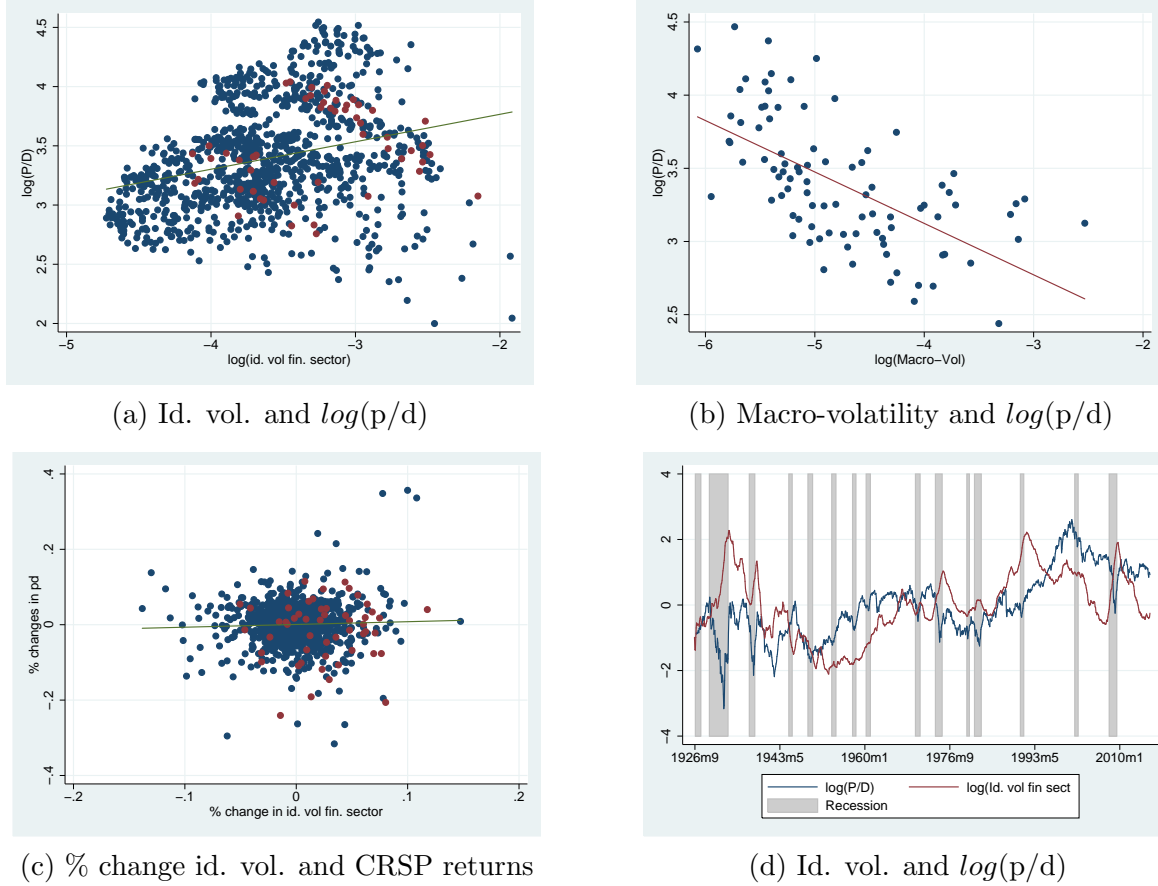 log(P/D)
4.5
4
3.5
3
2.5
2
−5
−4
−3
−2
log(id. vol fin. sector)
(a) Id. vol. and log(p/d)
log(P/D)
4.5
4
3.5
3
2.5
−6
−5
−4
−3
−2
log(Macro−Vol)
(b) Macro-volatility and log(p/d)
% changes in pd
.4
.2
0
−.2
−.4
−.2
−.1
0
.1
.2
% change in id. vol fin. sector
(c) % change id. vol. and CRSP returns
4
2
0
−2
−4
1926m9
1943m5
1960m1
1976m9
1993m5
2010m1
log(P/D)
log(Id. vol fin sect
Recession
(d) Id. vol. and log(p/d)